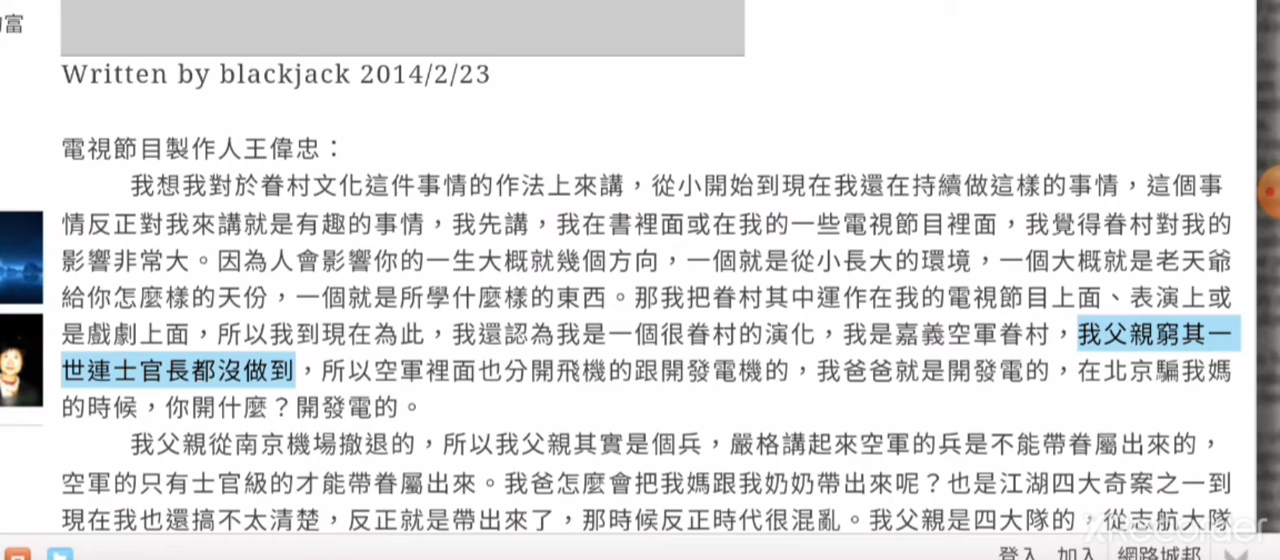 富
Written by blackjack 2014/2/23
電視節目製作人王偉忠：
我想我對於眷村文化這件事情的作法上來講，從小開始到現在我還在持續做這樣的事情，這個事
情反正對我來講就是有趣的事情，我先講，我在書裡面或在我的一些電視節目裡面，我覺得眷村對我的
影響非常大。因為人會影響你的一生大概就幾個方向，一個就是從小長大的環境，一個大概就是老天爺
給你怎麼樣的天份，一個就是所學什麼樣的東西。那我把眷村其中運作在我的電視節目上面、表演上或
是戲劇上面，所以我到現在為此，我還認為我是一個很眷村的演化，我是嘉義空軍眷村，我父親窮其一
世連士官長都沒做到，所以空軍裡面也分開飛機的跟開發電機的，我爸爸就是開發電的，在北京騙我媽
的時候，你開什麼？開發電的。
我父親從南京機場撤退的，所以我父親其實是個兵，嚴格講起來空軍的兵是不能帶眷屬出來的，
空軍的只有士官級的才能帶眷屬出來。我爸怎麼會把我媽跟我奶奶帶出來呢？也是江湖四大奇案之一到
現在我也還搞不太清楚，反正就是帶出來了，那時候反正時代很混亂。我父親是四大隊的，從志航大隊
XRecorder
登入 加入 網路城邦